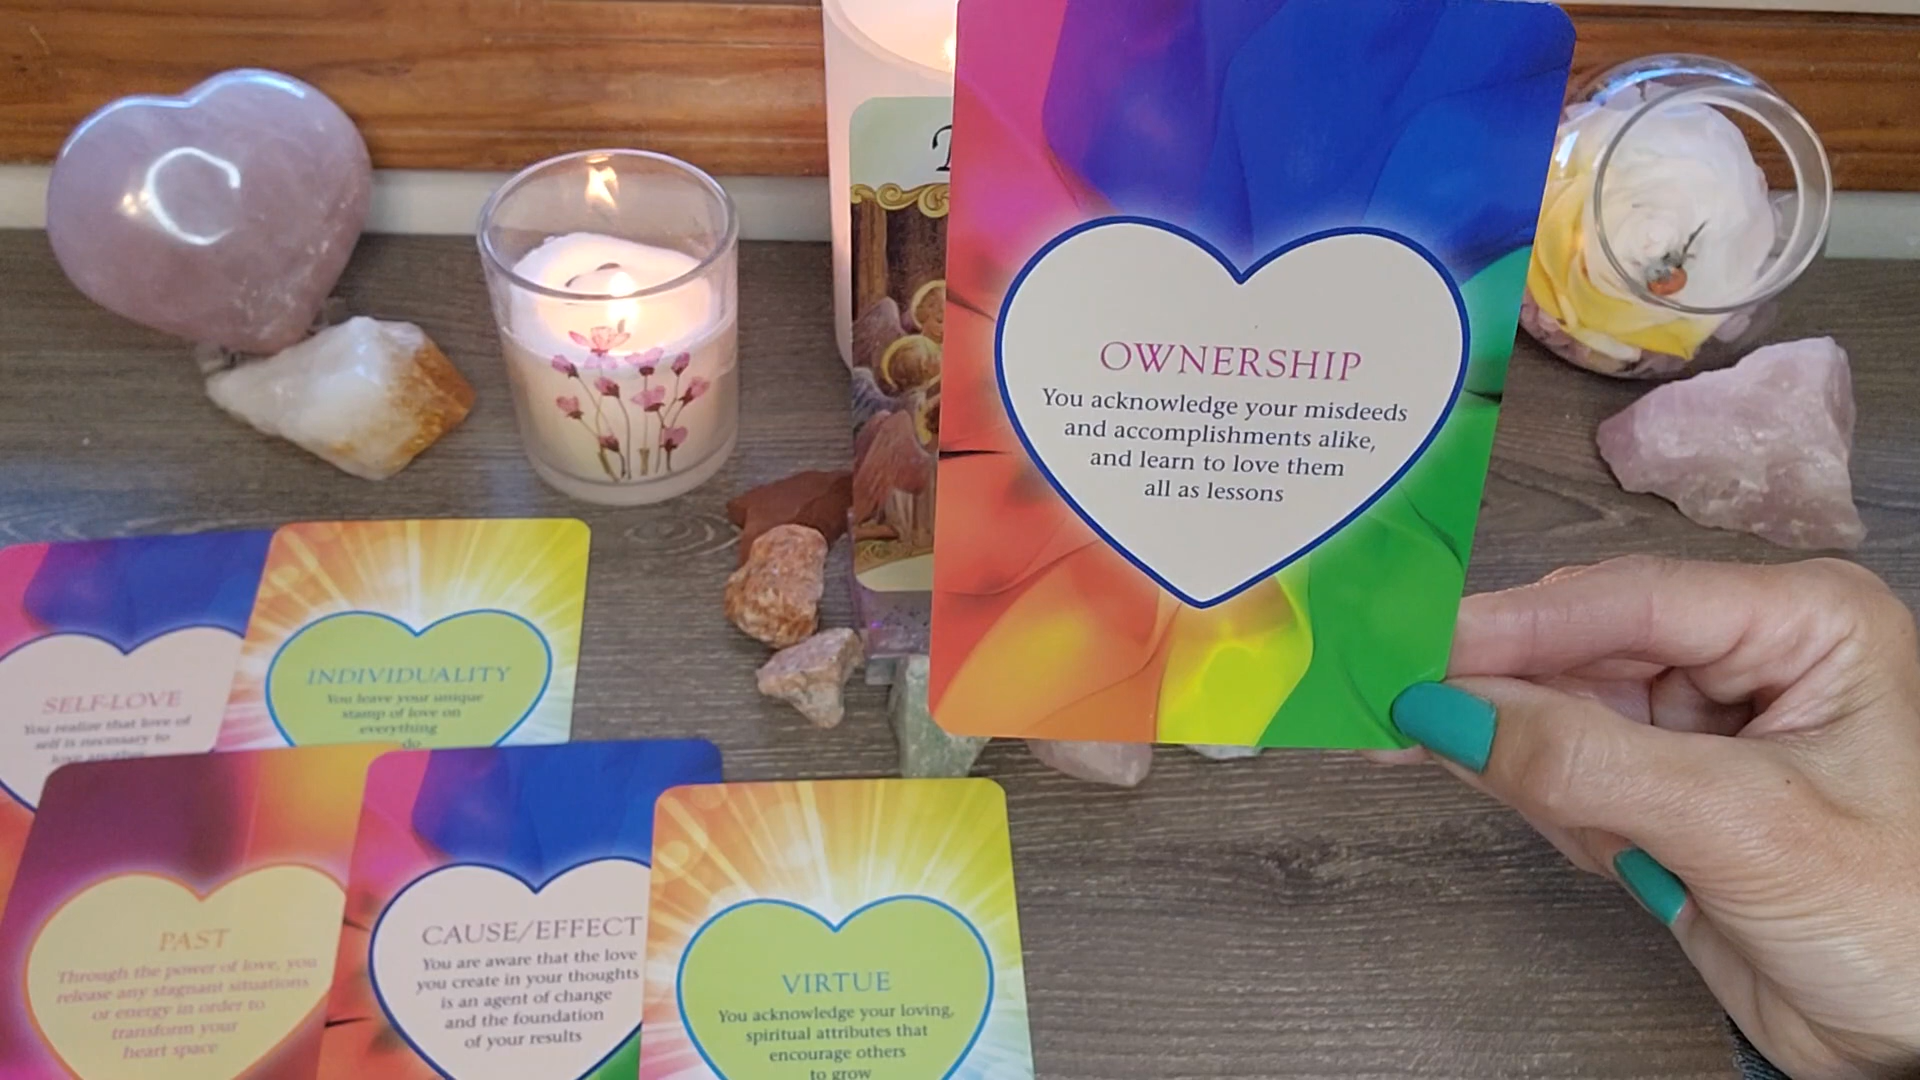 OWNERSHIP
You acknowledge your misdeeds
and accomplishments alike,
and learn to love them
all as lessons
SELF-LOVE
You realize that love of
self is necessary to
love another
INDIVIDUALITY
You leave your unique
stamp of love on
everything
do
PAST
Through the power of love, you
release any stagnant situations
or energy in order to
transform your
heart space
CAUSE/EFFECT
You are aware that the love
you create in your thoughts
is an agent of change
and the foundation
of your results
VIRTUE
You acknowledge your loving,
spiritual attributes that
encourage others
to grow